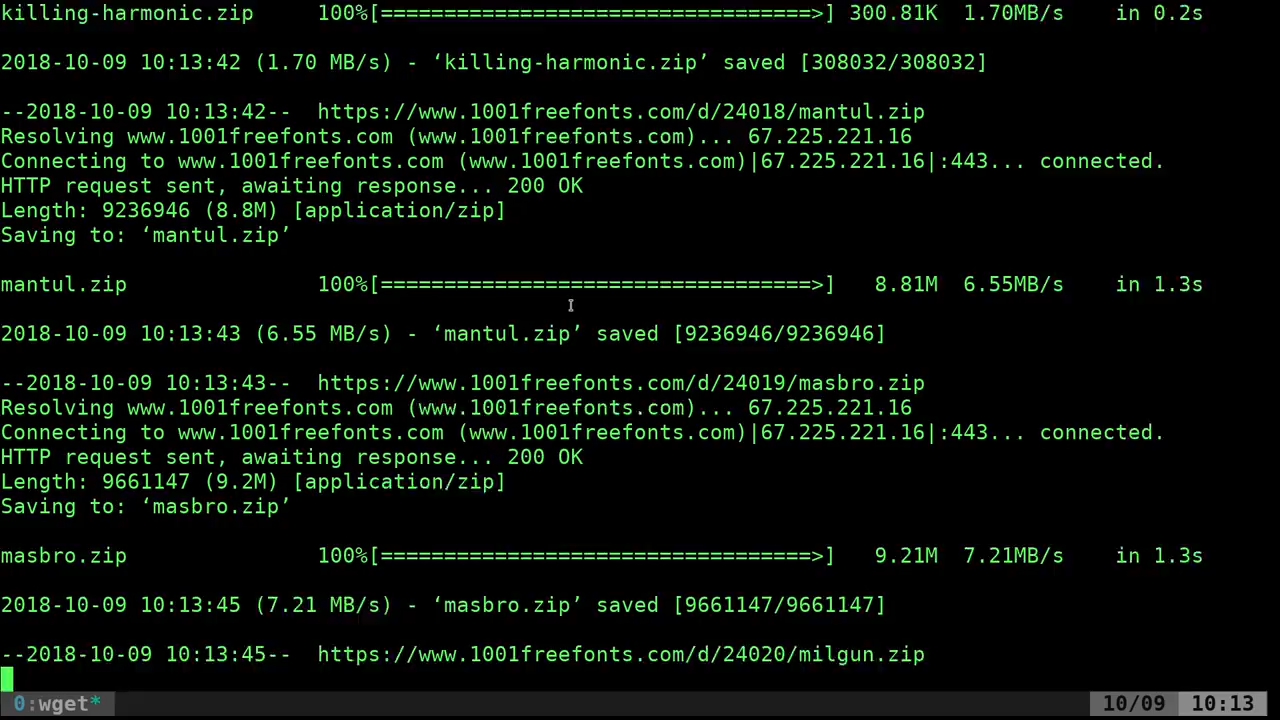 killing-harmonic.zip     100%[==================================>] 300.81K  1.70MB/s    in 0.2s
2018-10-09 10:13:42 (1.70 MB/s) - ‘killing-harmonic.zip’ saved [308032/308032]
--2018-10-09 10:13:42--  https://www.1001freefonts.com/d/24018/mantul.zip
Resolving www.1001freefonts.com (www.1001freefonts.com)... 67.225.221.16
Connecting to www.1001freefonts.com (www.1001freefonts.com)|67.225.221.16|:443... connected.
HTTP request sent, awaiting response... 200 OK
Length: 9236946 (8.8M) [application/zip]
Saving to: ‘mantul.zip’
mantul.zip               100%[==================================>]   8.81M  6.55MB/s    in 1.3s
2018-10-09 10:13:43 (6.55 MB/s) - ‘mantul.zip’ saved [9236946/9236946]
--2018-10-09 10:13:43--  https://www.1001freefonts.com/d/24019/masbro.zip
Resolving www.1001freefonts.com (www.1001freefonts.com)... 67.225.221.16
Connecting to www.1001freefonts.com (www.1001freefonts.com)|67.225.221.16|:443... connected.
HTTP request sent, awaiting response... 200 OK
Length: 9661147 (9.2M) [application/zip]
Saving to: ‘masbro.zip’
masbro.zip               100%[==================================>]   9.21M  7.21MB/s    in 1.3s
2018-10-09 10:13:45 (7.21 MB/s) - ‘masbro.zip’ saved [9661147/9661147]
--2018-10-09 10:13:45--  https://www.1001freefonts.com/d/24020/milgun.zip
0:wget* 10/09 10:13